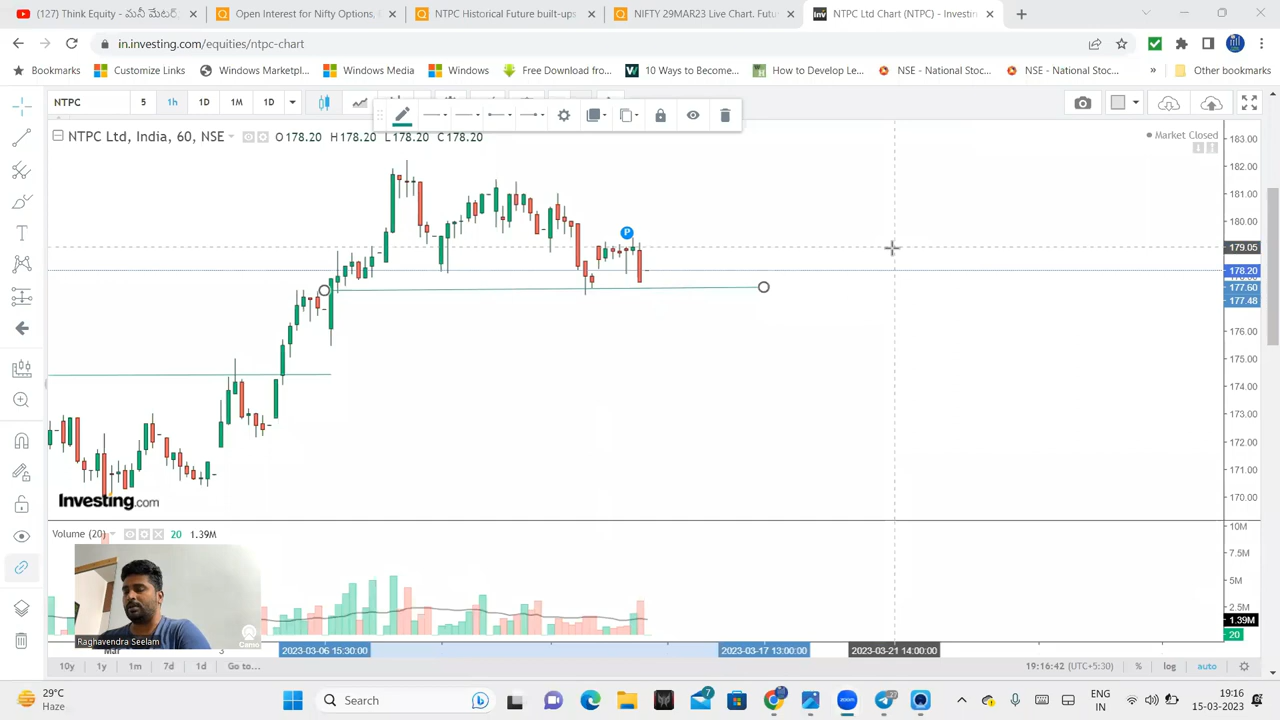 (127) Think Equity - మనీ మేటర్స్
Open Interest for Nifty Options,
NTPC Historical Future build-ups
NIFTY 29MAR23 Live Chart. Futu
NTPC Ltd Chart (NTPC) - Investin
in.investing.com/equities/ntpc-chart
Bookmarks
Customize Links
Windows Marketpl...
Windows Media
Windows
Free Download fro...
10 Ways to Become...
How to Develop Le...
NSE - National Stoc...
NSE - National Stoc...
»
Other bookmarks
NTPC 5 1h 1D 1M 1D
NTPC Ltd, India, 60, NSE O178.20 H178.20 L178.20 C178.20
Market Closed
P
183.00
182.00
181.00
180.00
179.05
178.20
177.60
177.48
176.00
175.00
174.00
173.00
172.00
171.00
170.00
Investing.com
Volume (20) 20 1.39M
10M
7.5M
5M
2.5M
1.39M
20
Raghavendra Seelam
2023-03-06 15:30:00
2023-03-17 13:00:00
2023-03-21 14:00:00
10y 1y 1m 7d 1d Go to...
19:16:42 (UTC+5:30) % log auto
29°C
Haze
Search
7
ENG
IN
19:16
15-03-2023